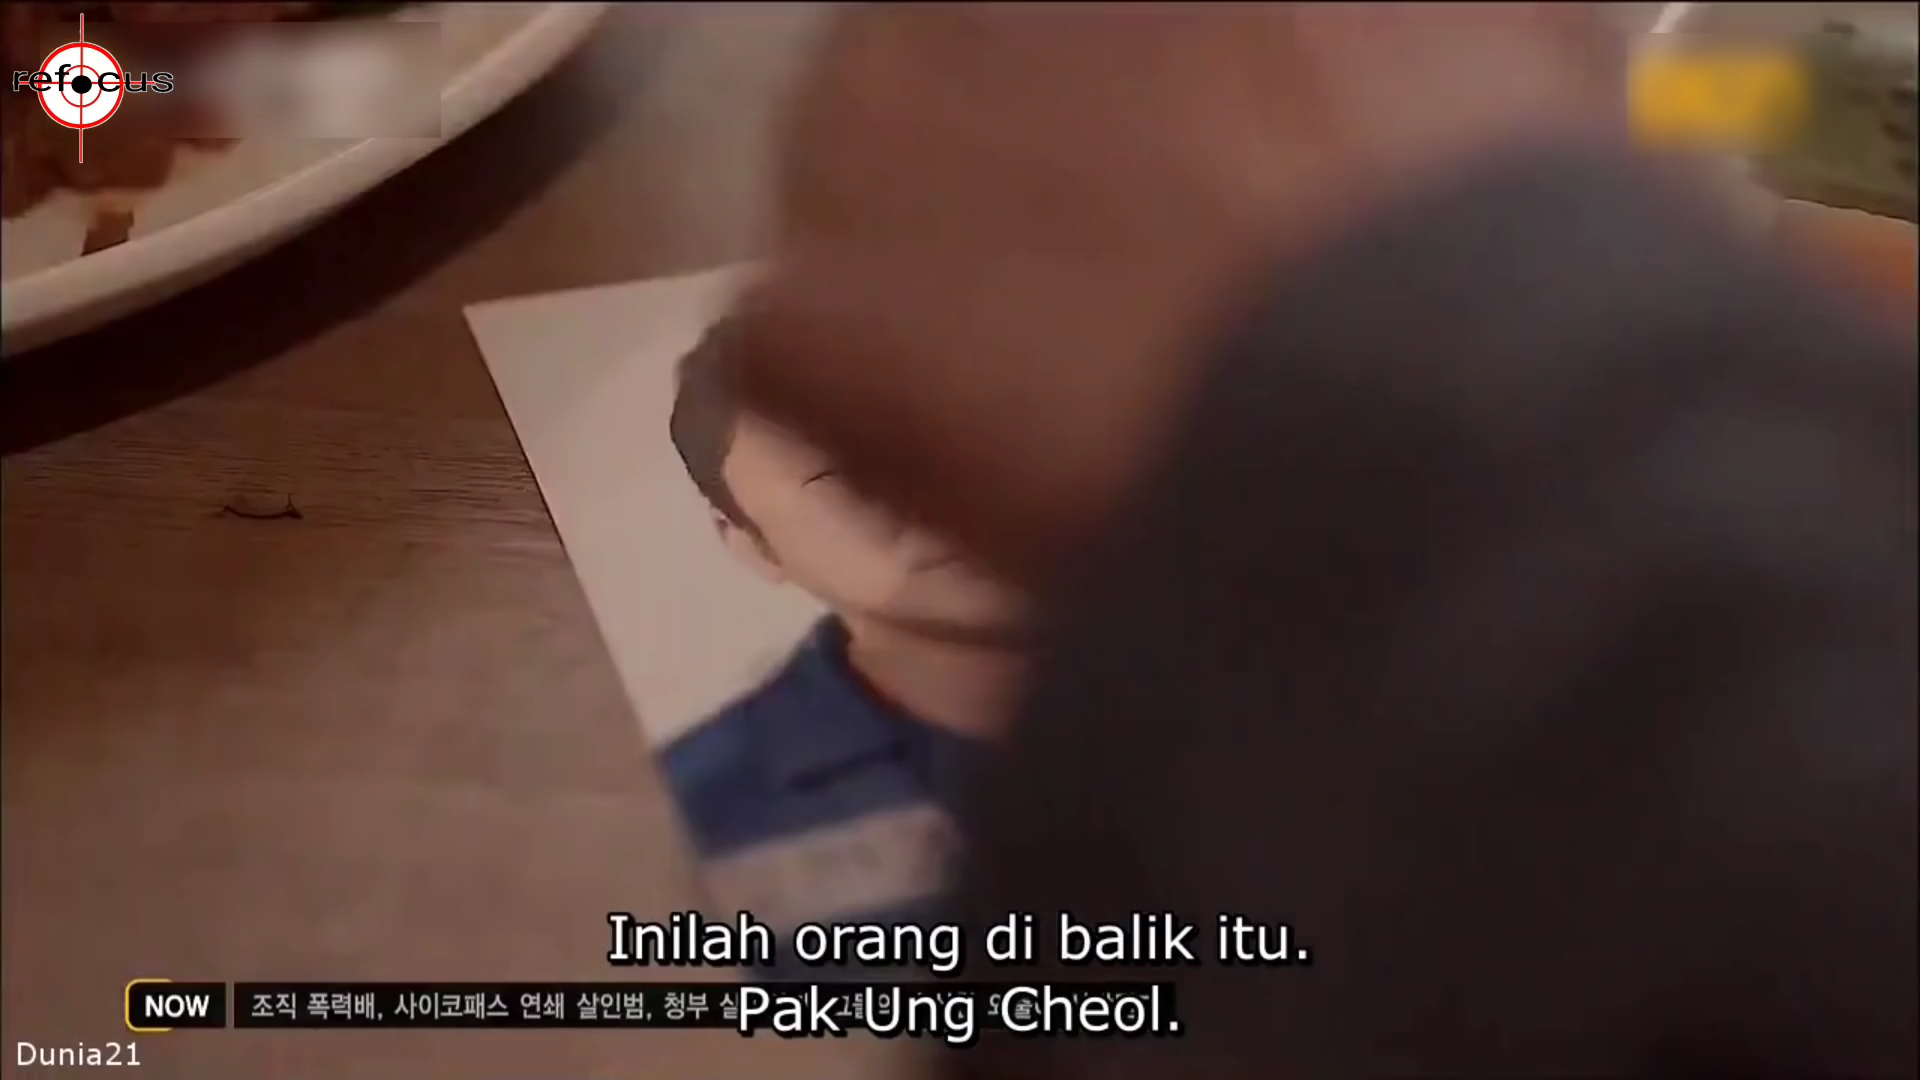 refocus
Inilah orang di balik itu.
NOW 조직 폭력배, 사이코패스 연쇄 살인범, 청부
Pak Ung Cheol.
Dunia21